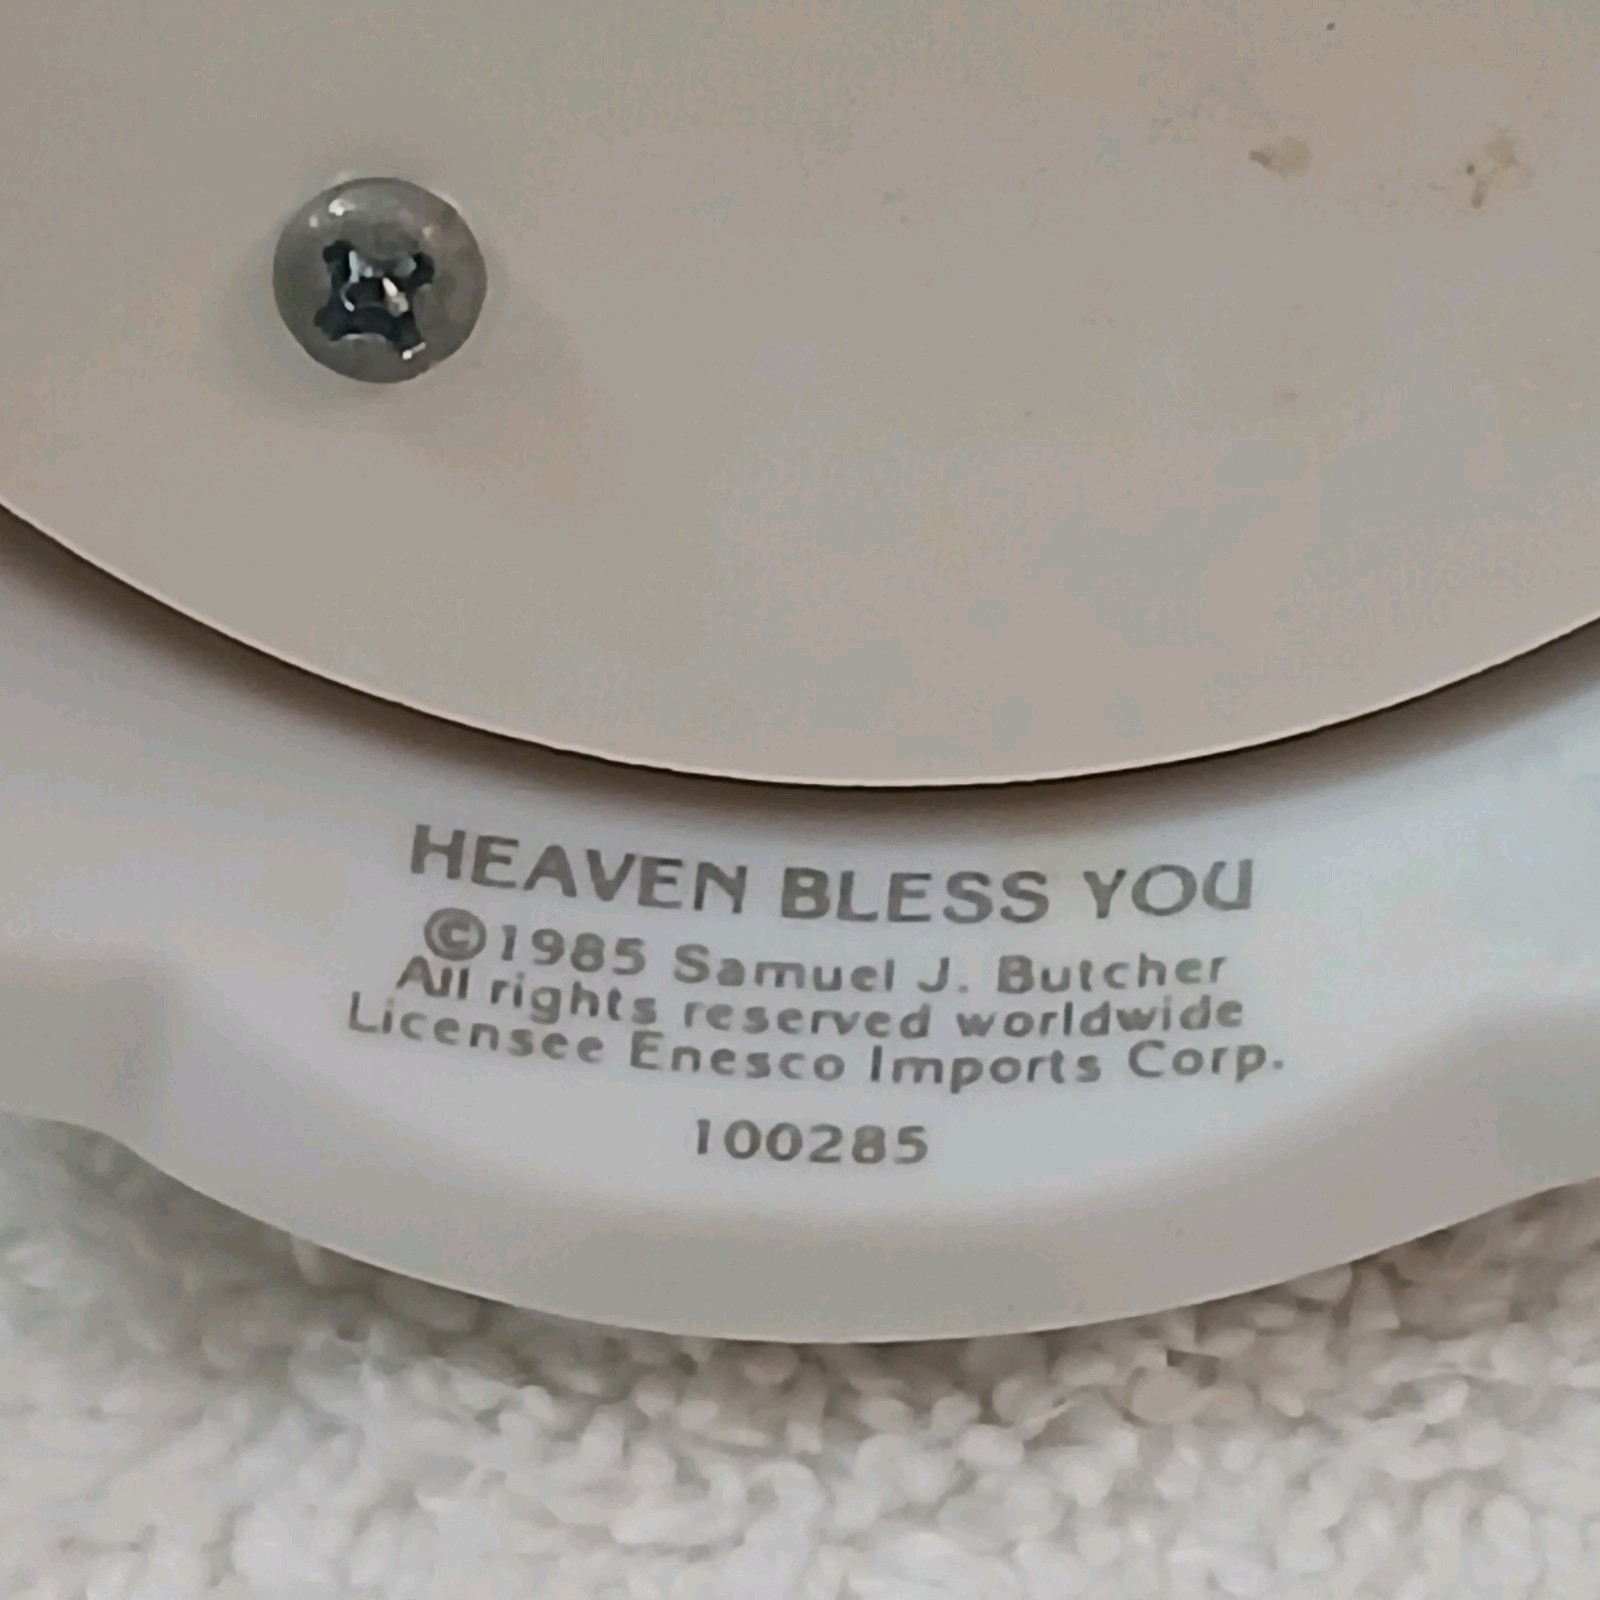 HEAVEN BLESS YOU
©1985 Samuel J. Butcher
All rights reserved worldwide
Licensee Enesco Imports Corp.
100285